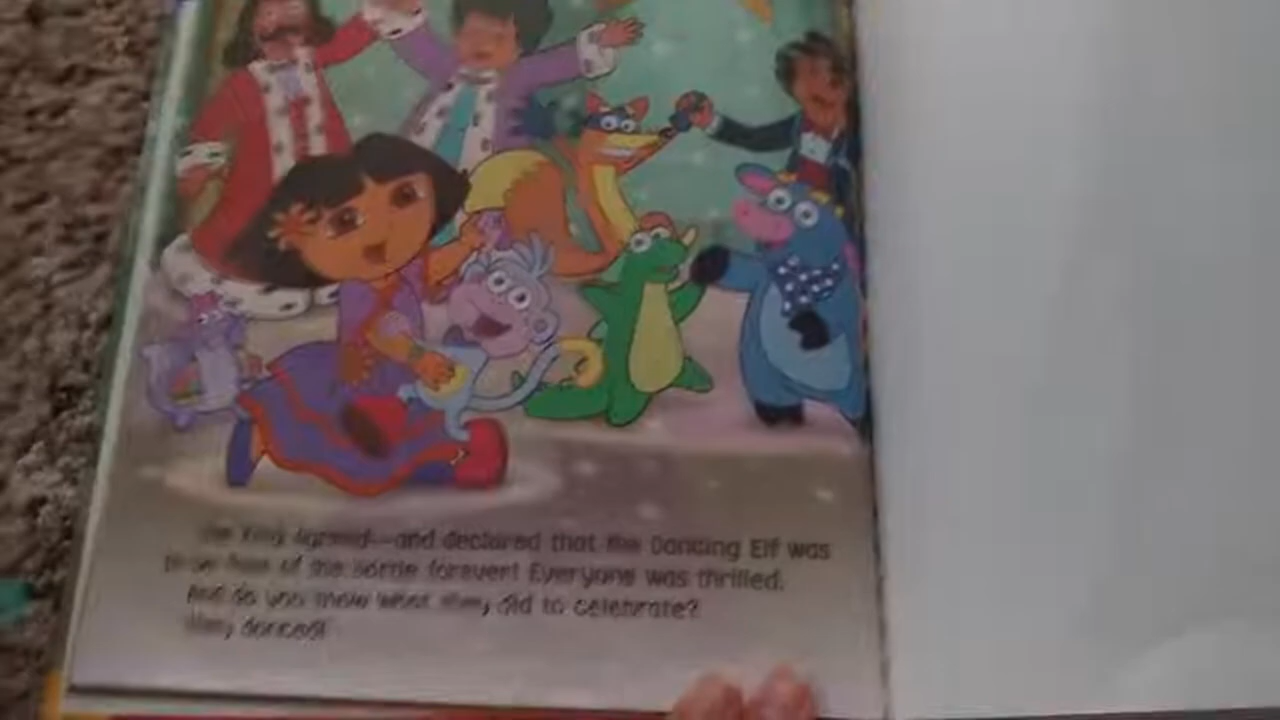 The King agreed—and declared that the Dancing Elf was
to be free of the bottle forever! Everyone was thrilled.
And do you know what they did to celebrate?
They danced!